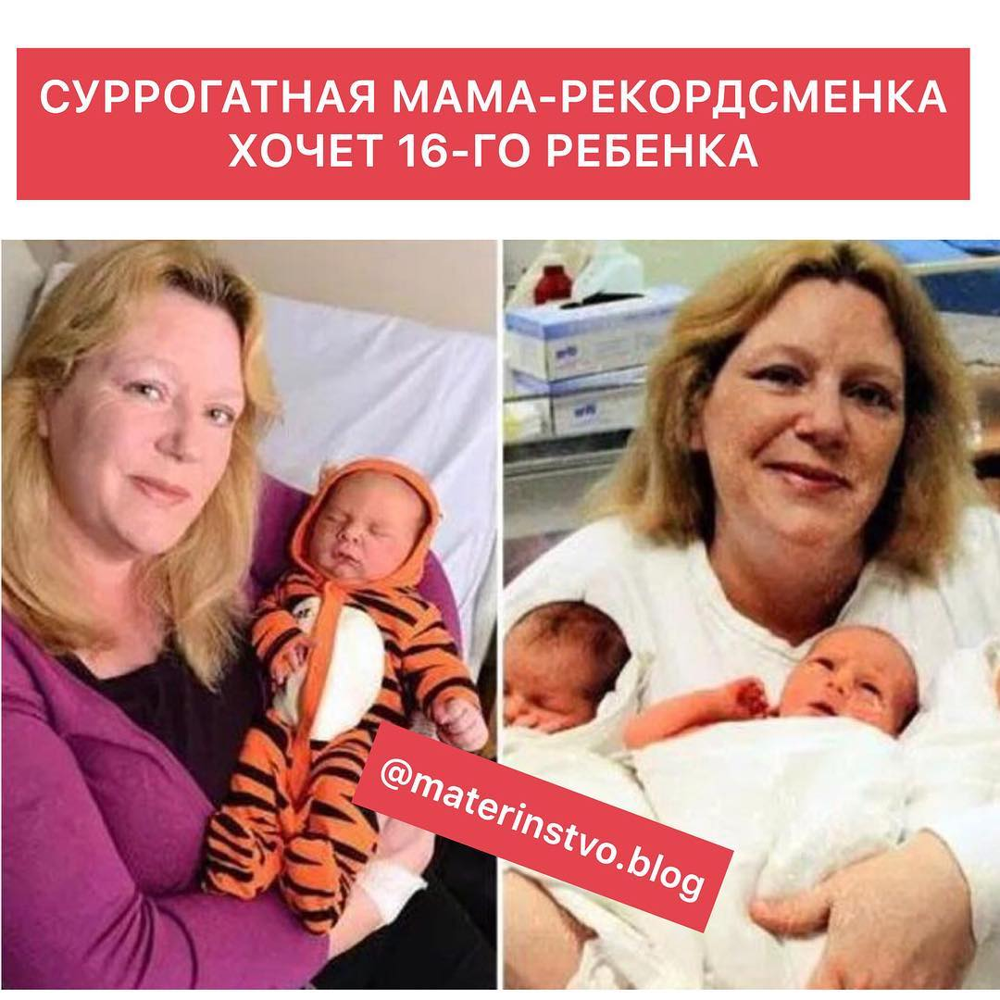 СУРРОГАТНАЯ МАМА-РЕКОРДСМЕНКА
ХОЧЕТ 16-ГО РЕБЕНКА
@materinstvo.blog